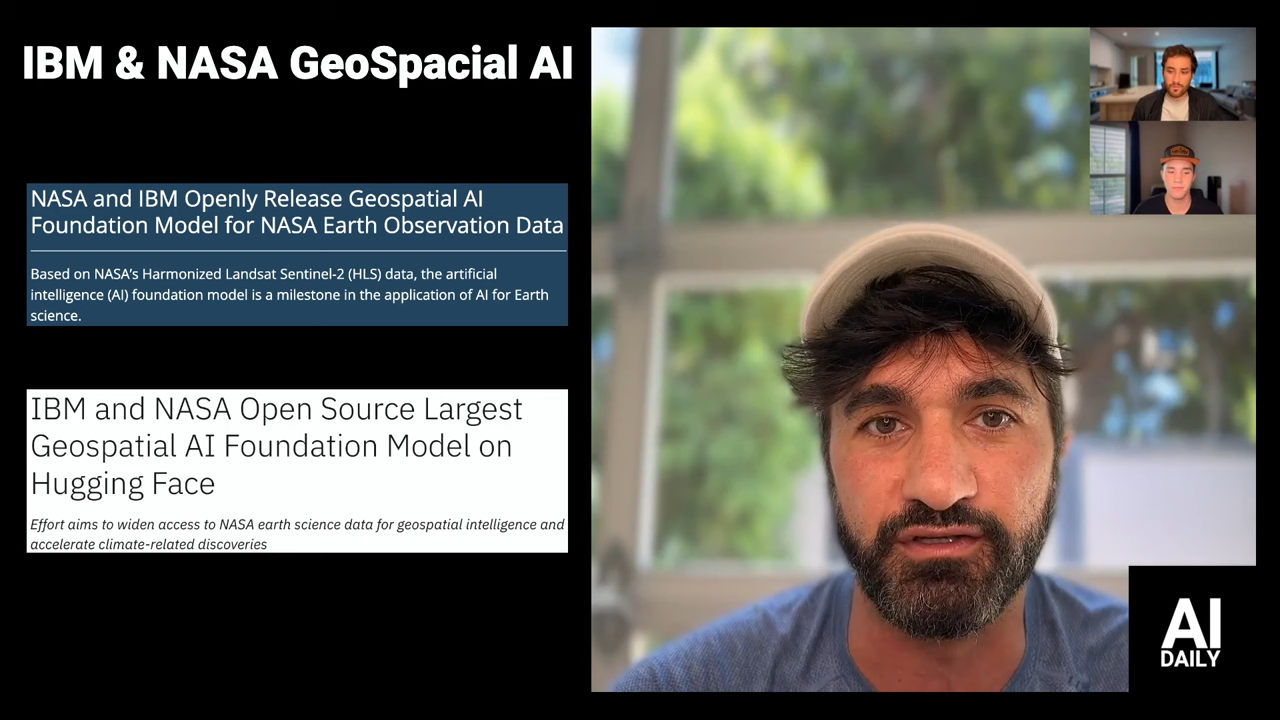 IBM & NASA GeoSpacial AI
NASA and IBM Openly Release Geospatial AI
Foundation Model for NASA Earth Observation Data
Based on NASA's Harmonized Landsat Sentinel-2 (HLS) data, the artificial
intelligence (AI) foundation model is a milestone in the application of AI for Earth
science.
IBM and NASA Open Source Largest
Geospatial AI Foundation Model on
Hugging Face
Effort aims to widen access to NASA earth science data for geospatial intelligence and
accelerate climate-related discoveries
AI
DAILY